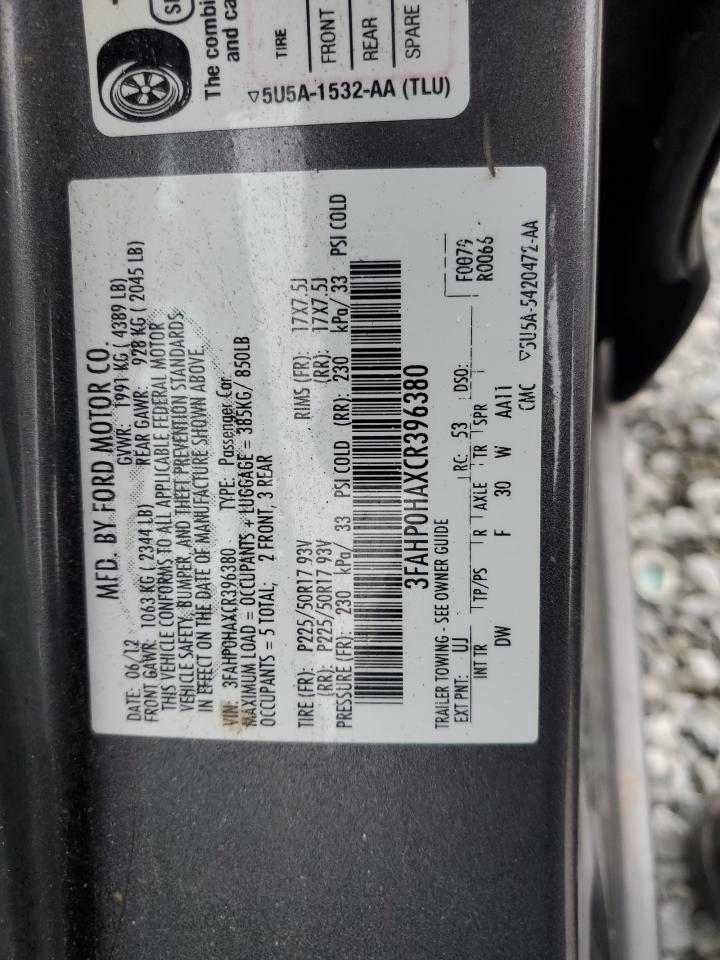 The combi
and ca
TIRE
FRONT
REAR
SPARE
▽5U5A-1532-AA (TLU)
MFD. BY FORD MOTOR CO.
DATE: 06/12 GVWR: 1991 KG ( 4389 LB)
FRONT GAWR: 1063 KG ( 2344 LB) REAR GAWR: 928 KG ( 2045 LB)
THIS VEHICLE CONFORMS TO ALL APPLICABLE FEDERAL MOTOR
VEHICLE SAFETY, BUMPER, AND THEFT PREVENTION STANDARDS
IN EFFECT ON THE DATE OF MANUFACTURE SHOWN ABOVE.
VIN: 3FAHP0HAXCR396380 TYPE: Passenger Car
MAXIMUM LOAD = OCCUPANTS + LUGGAGE = 385KG/ 850LB
OCCUPANTS = 5 TOTAL; 2 FRONT, 3 REAR
TIRE (FR): P225/50R17 93V RIMS (FR): 17X7.5J
(RR): P225/50R17 93V (RR): 17X7.5J
PRESSURE (FR): 230 kPa/ 33 PSI COLD (RR): 230 kPa/ 33 PSI COLD
3FAHP0HAXCR396380
TRAILER TOWING - SEE OWNER GUIDE
F0079
R0066
EXT PNT: UJ RC: 53 DSO:
INT TR TP/PS R AXLE TR SPR
DW F 30 W AA11
CMC ▽5U5A-5420472-AA